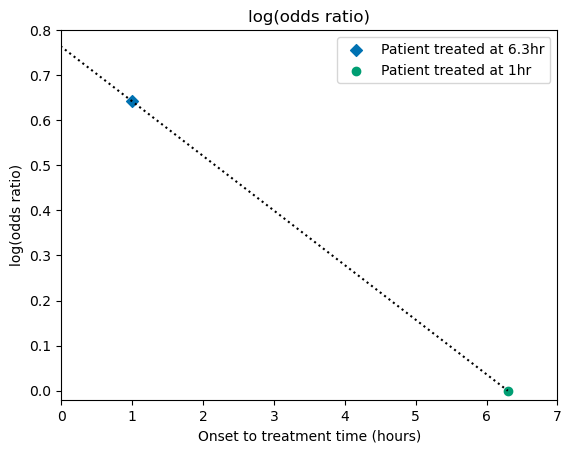 log(odds ratio)
Patient treated at 6.3hr
Patient treated at 1hr
log(odds ratio)
0.8
0.7
0.6
0.5
0.4
0.3
0.2
0.1
0.0
0 1 2 3 4 5 6 7
Onset to treatment time (hours)